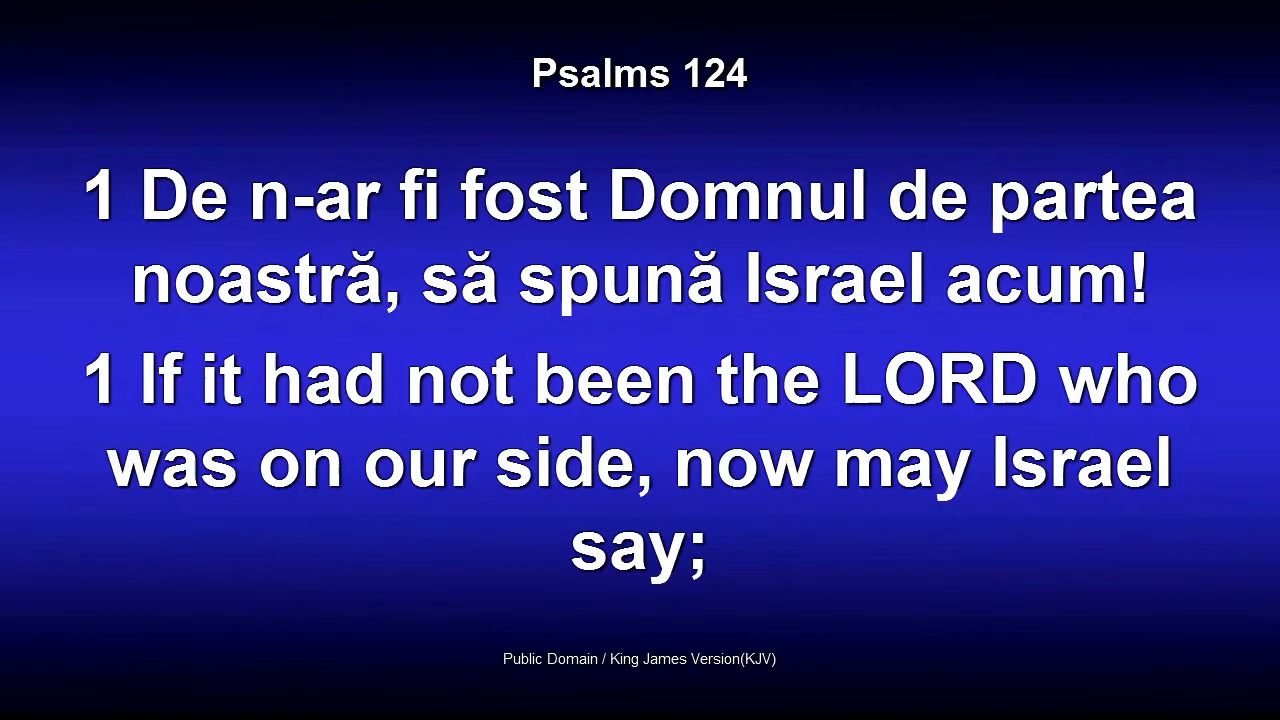 Psalms 124
1 De n-ar fi fost Domnul de partea
noastră, să spună Israel acum!
1 If it had not been the LORD who
was on our side, now may Israel
say;
Public Domain / King James Version(KJV)